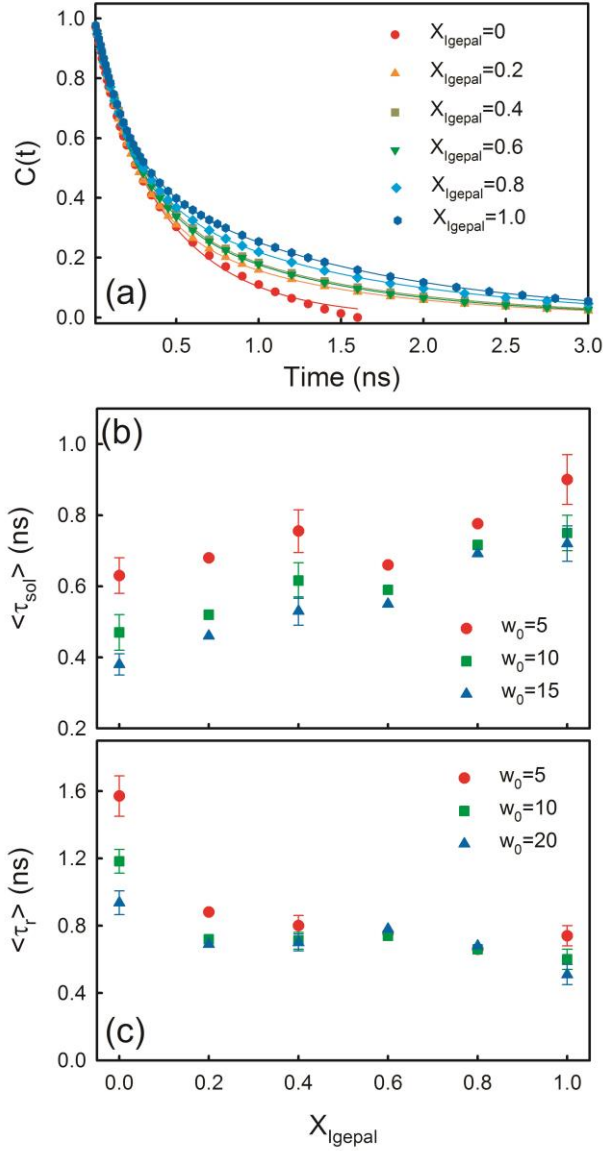 1.0
0.8
0.6
0.4
0.2
0.0
C(t)
X_Igepal=0
X_Igepal=0.2
X_Igepal=0.4
X_Igepal=0.6
X_Igepal=0.8
X_Igepal=1.0
(a)
0.5 1.0 1.5 2.0 2.5 3.0
Time (ns)
(b)
1.0
0.8
0.6
0.4
0.2
<τ_sol> (ns)
w_0=5
w_0=10
w_0=15
1.6
1.2
0.8
0.4
0.0
<τ_r> (ns)
w_0=5
w_0=10
w_0=20
(c)
0.0 0.2 0.4 0.6 0.8 1.0
X_Igepal